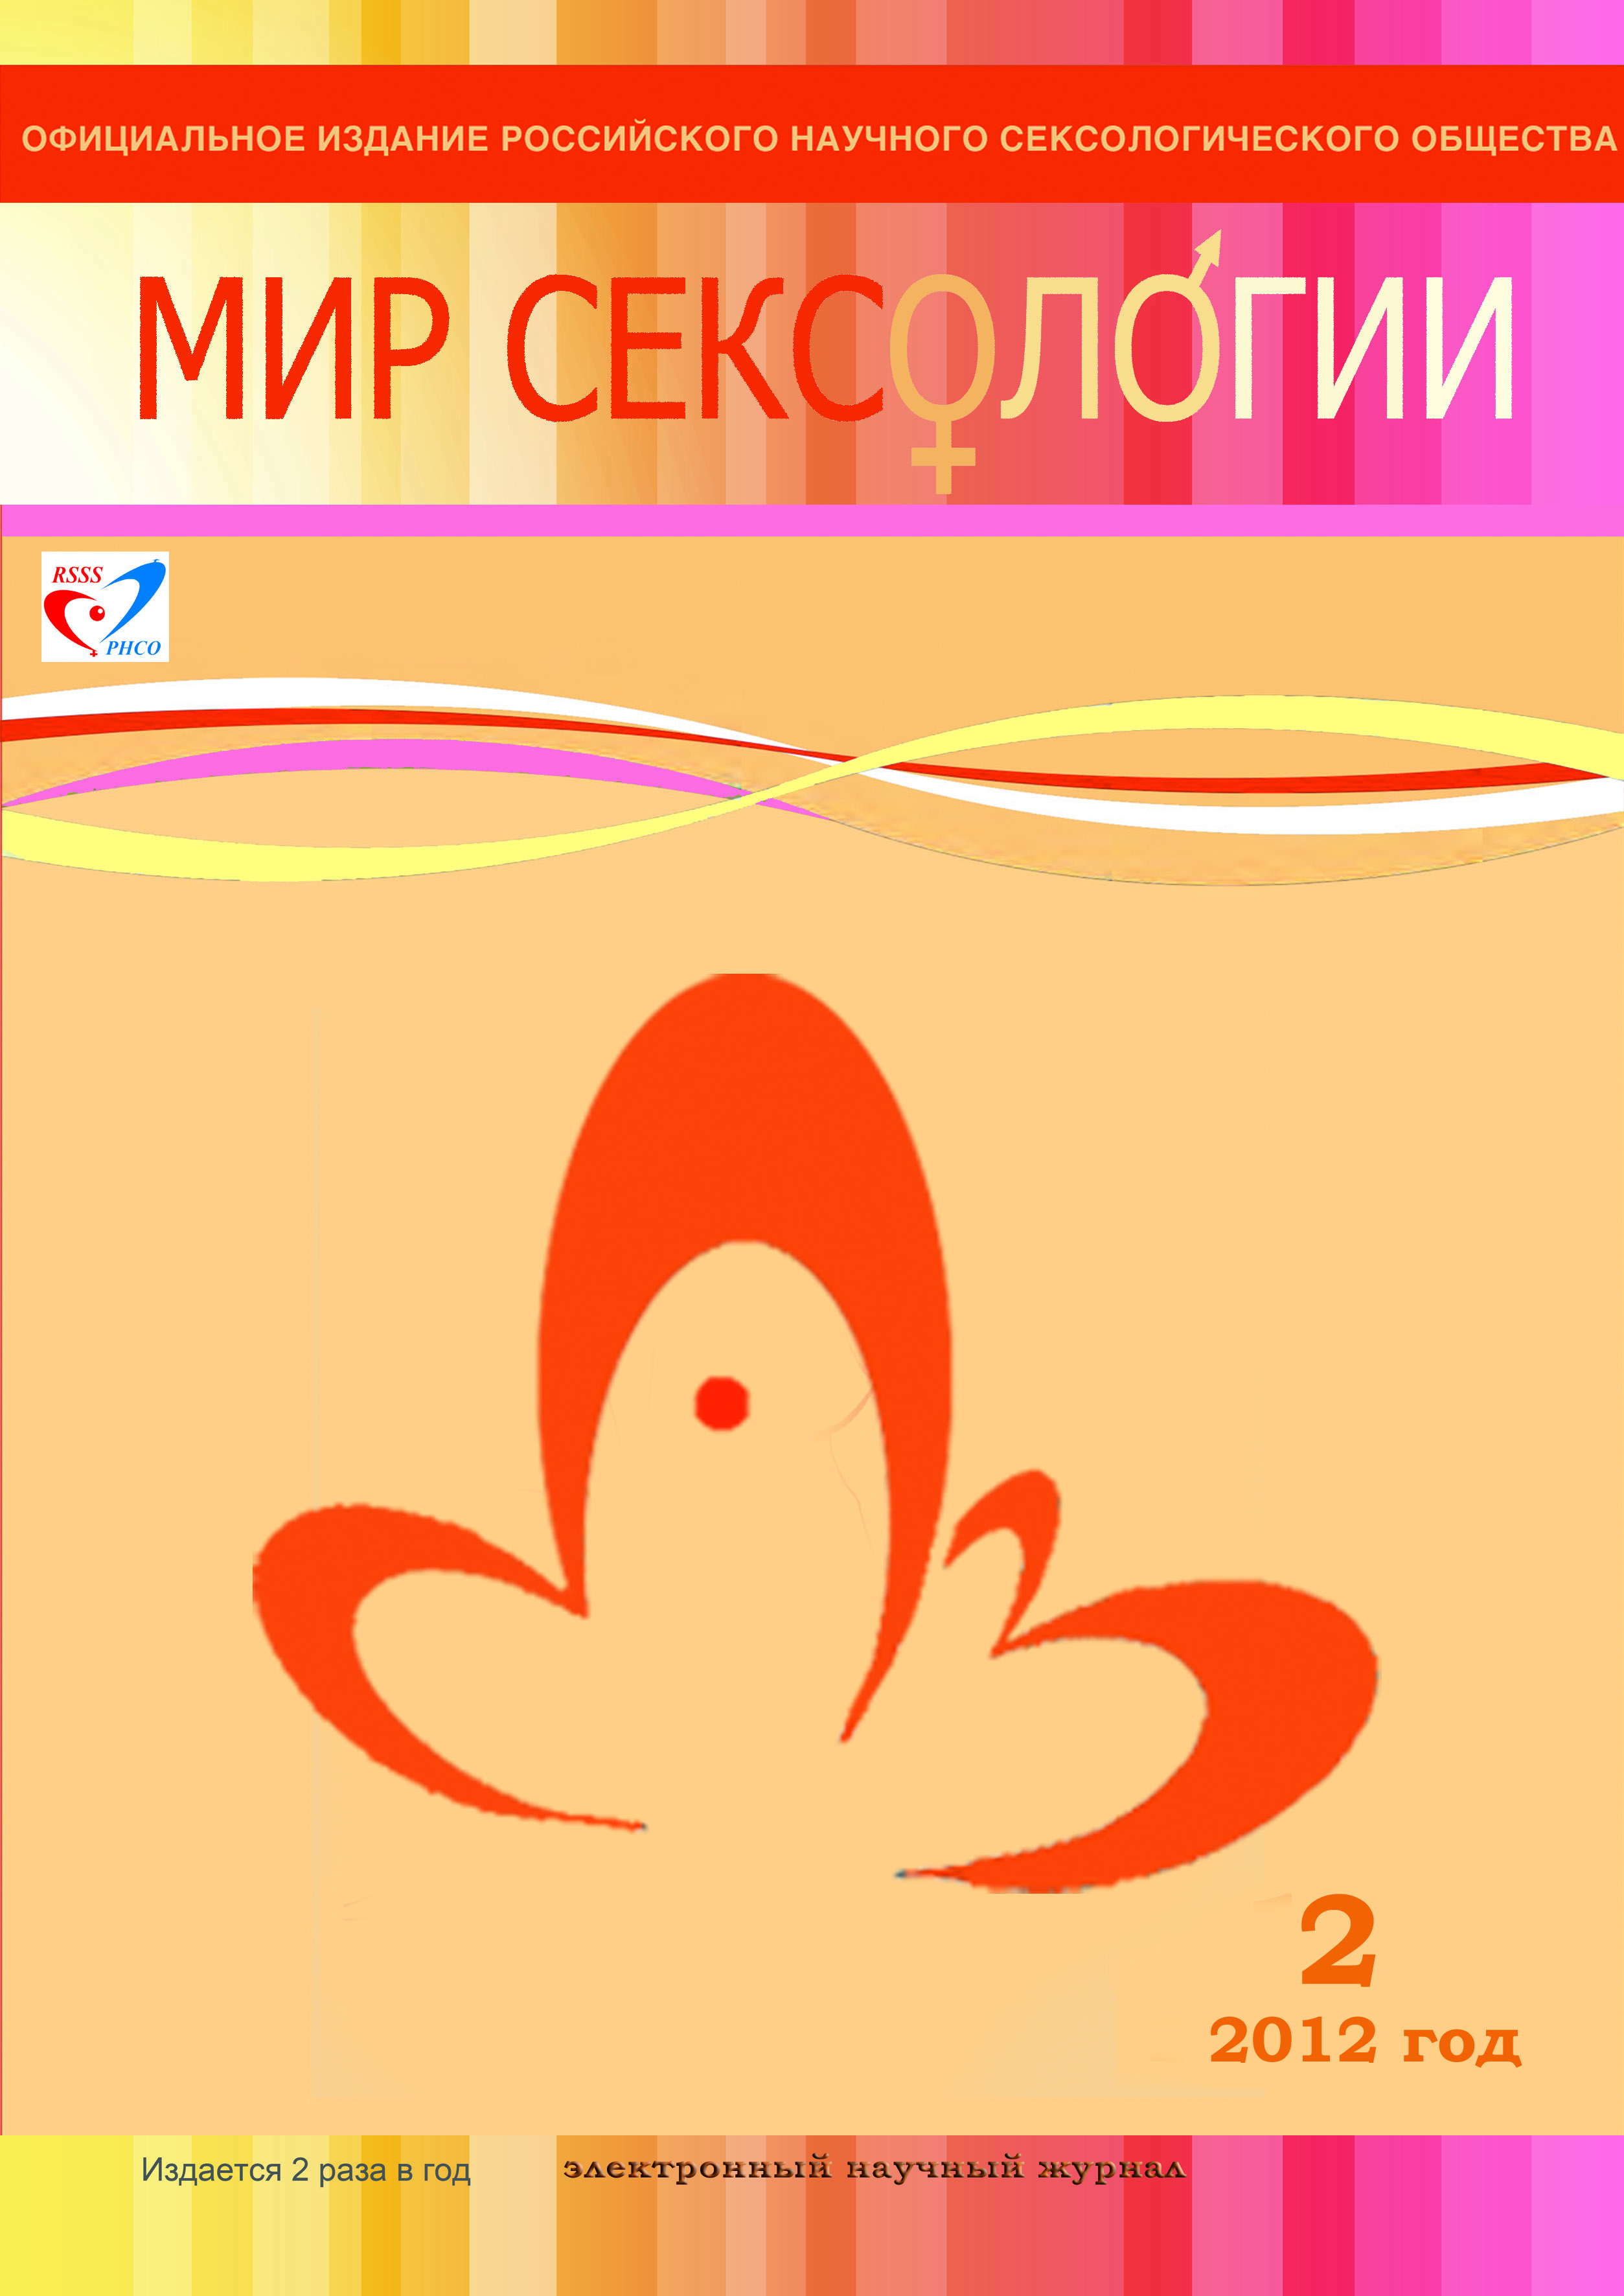 ОФИЦИАЛЬНОЕ ИЗДАНИЕ РОССИЙСКОГО НАУЧНОГО СЕКСОЛОГИЧЕСКОГО ОБЩЕСТВА
МИР СЕКСОЛОГИИ
RSSS
РНСО
2
2012 год
Издается 2 раза в год
электронный научный журнал